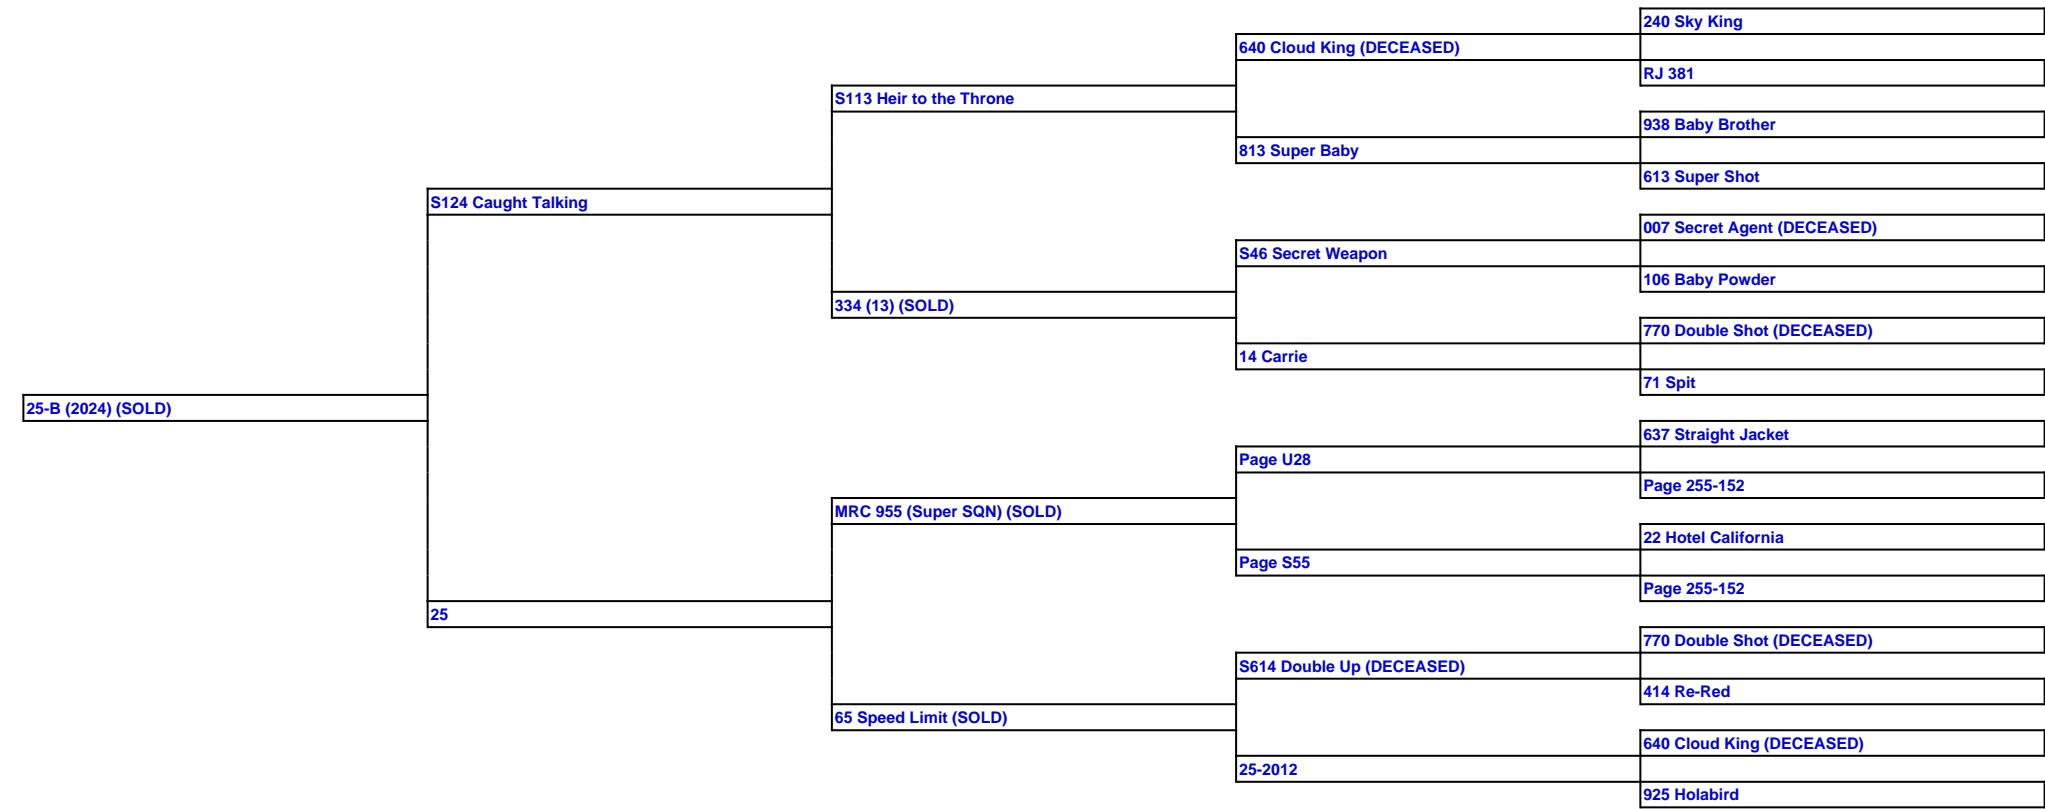 240 Sky King
640 Cloud King (DECEASED)
RJ 381
S113 Heir to the Throne
938 Baby Brother
813 Super Baby
613 Super Shot
S124 Caught Talking
007 Secret Agent (DECEASED)
S46 Secret Weapon
106 Baby Powder
334 (13) (SOLD)
770 Double Shot (DECEASED)
14 Carrie
71 Spit
25-B (2024) (SOLD)
637 Straight Jacket
Page U28
Page 255-152
MRC 955 (Super SQN) (SOLD)
22 Hotel California
Page S55
Page 255-152
25
770 Double Shot (DECEASED)
S614 Double Up (DECEASED)
414 Re-Red
65 Speed Limit (SOLD)
640 Cloud King (DECEASED)
25-2012
925 Holabird